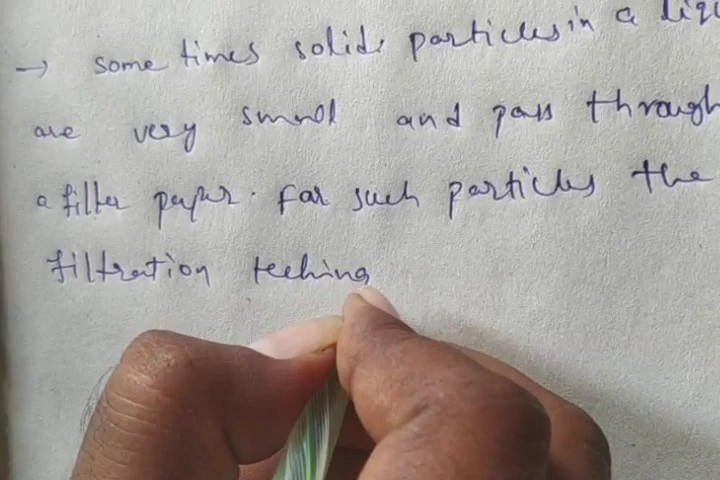 → some times solid particles in a liqu
are very small and pass through
a filter paper. For such particles the
filtration teching